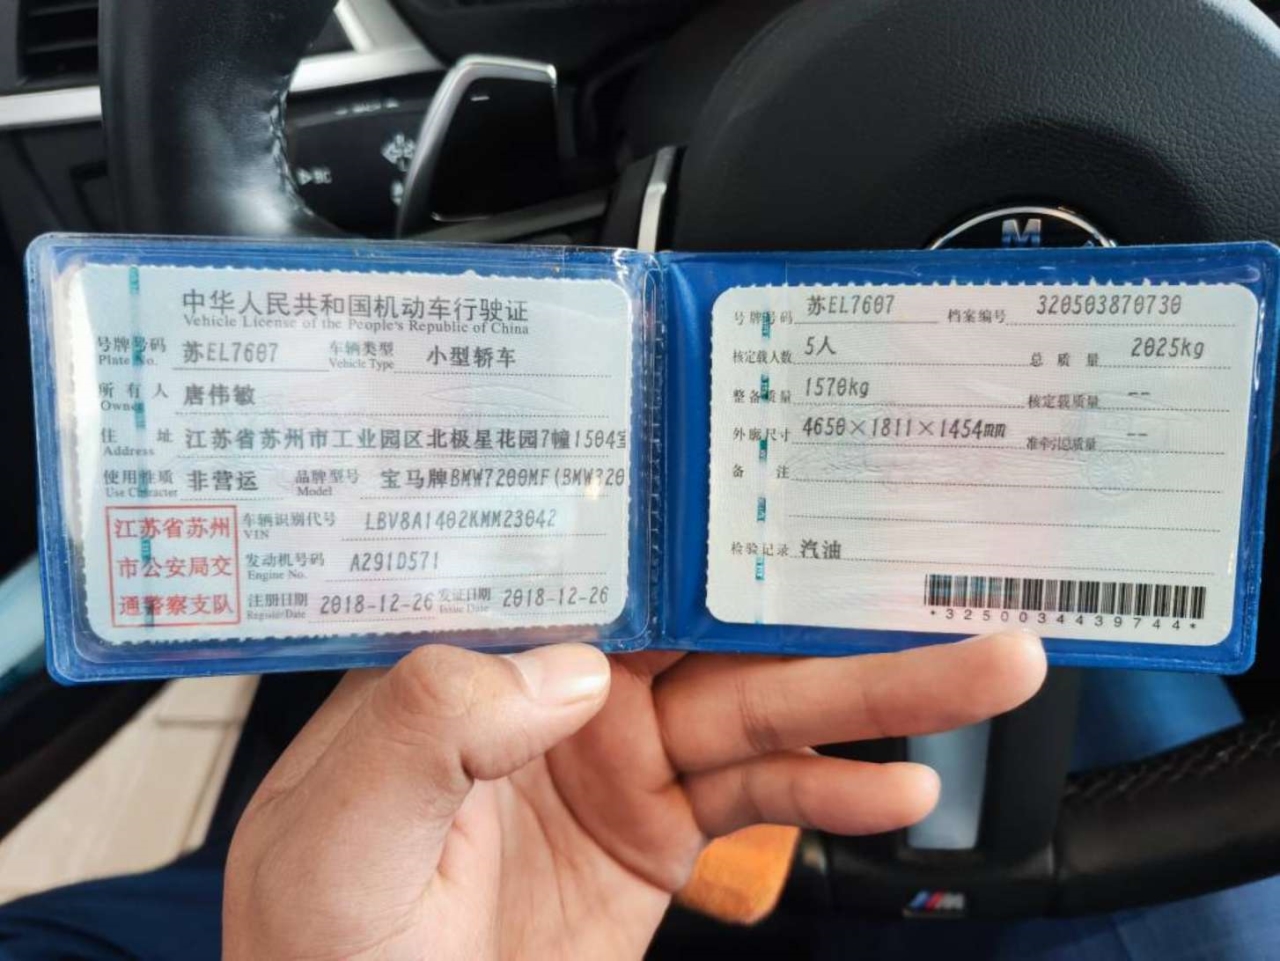 中华人民共和国机动车行驶证
Vehicle License of the People's Republic of China
号牌号码 苏EL7607 车辆类型 小型轿车
Plate No. Vehicle Type
所有人 唐伟敏
Owner
住址 江苏省苏州市工业园区北极星花园7幢1504室
Address
使用性质 非营运 品牌型号 宝马牌BMW7200MF(BMW320
Use Character Model
江苏省苏州
市公安局交
通警察支队
车辆识别代号 LBV8A1402KMM23042
VIN
发动机号码 A291D571
Engine No.
注册日期 2018-12-26 发证日期 2018-12-26
Register Date Issue Date
号牌号码 苏EL7607 档案编号 320503870730
核定载人数 5人 总质量 2025kg
整备质量 1570kg 核定载质量 --
外廓尺寸 4650×1811×1454mm 准牵引总质量 --
备注
检验记录 汽油
*3250034439744*
M
M